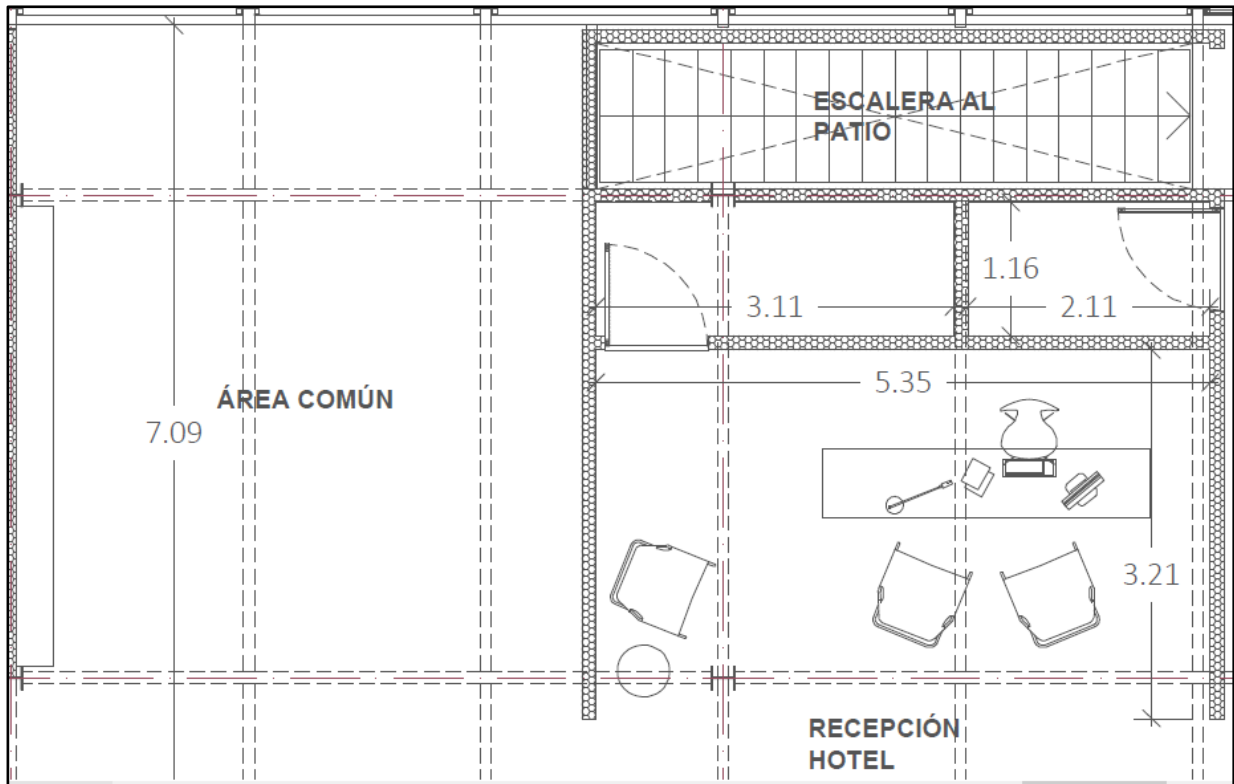 ESCALERA AL
PATIO
1.16
3.11
2.11
5.35
ÁREA COMÚN
7.09
3.21
RECEPCIÓN
HOTEL